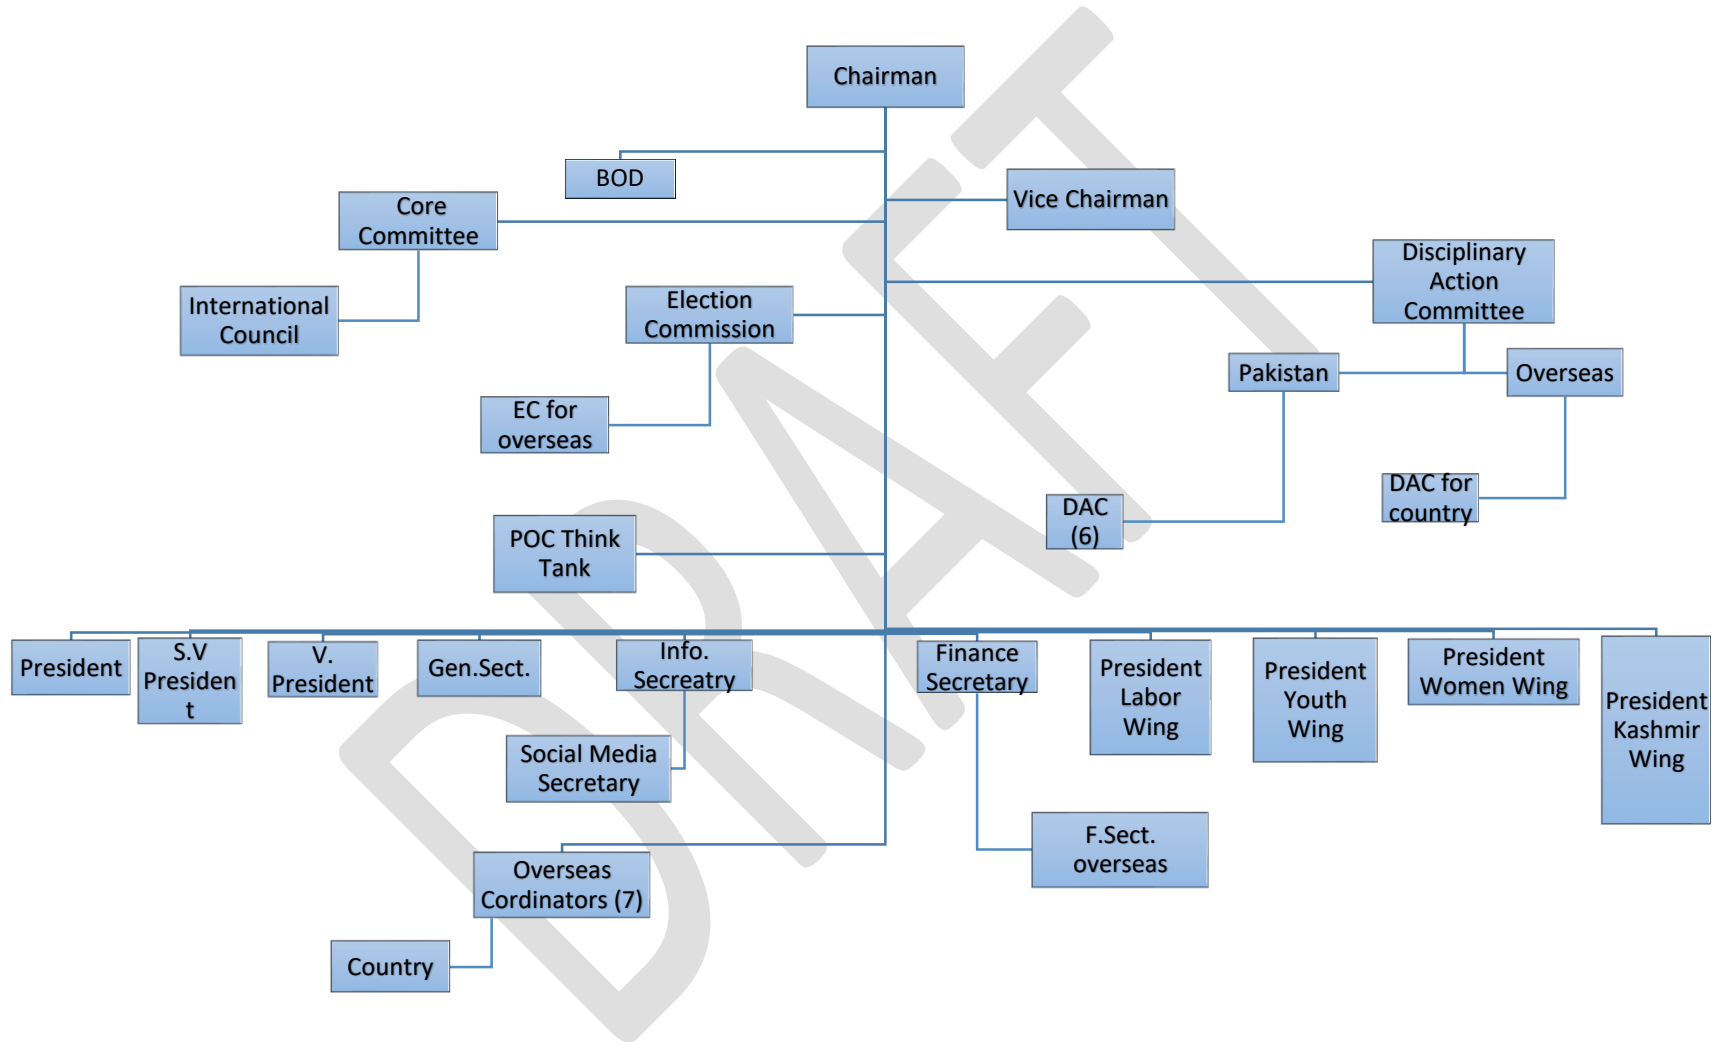 Chairman
BOD
Vice Chairman
Core
Committee
Disciplinary
Action
Committee
International
Council
Election
Commission
Pakistan
Overseas
EC for
overseas
DAC for
country
DAC
(6)
POC Think
Tank
President
S.V
Presiden
t
V.
President
Gen.Sect.
Info.
Secreatry
Finance
Secretary
President
Labor
Wing
President
Youth
Wing
President
Women Wing
President
Kashmir
Wing
Social Media
Secretary
F.Sect.
overseas
Overseas
Cordinators (7)
Country
DRAFT